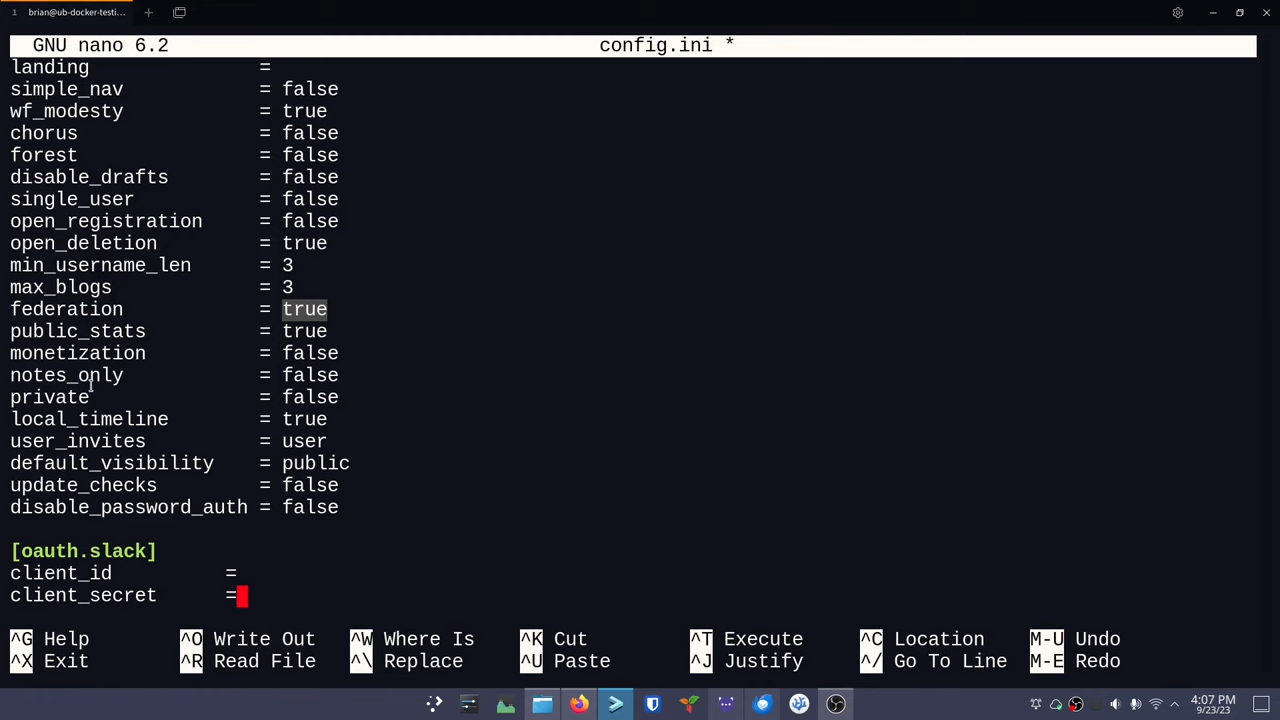 1 brian@ub-docker-testi...
GNU nano 6.2 config.ini *
landing =
simple_nav = false
wf_modesty = true
chorus = false
forest = false
disable_drafts = false
single_user = false
open_registration = false
open_deletion = true
min_username_len = 3
max_blogs = 3
federation = true
public_stats = true
monetization = false
notes_only = false
private = false
local_timeline = true
user_invites = user
default_visibility = public
update_checks = false
disable_password_auth = false
[oauth.slack]
client_id =
client_secret =
^G Help ^O Write Out ^W Where Is ^K Cut ^T Execute ^C Location M-U Undo
^X Exit ^R Read File ^\ Replace ^U Paste ^J Justify ^/ Go To Line M-E Redo
4:07 PM
9/23/23